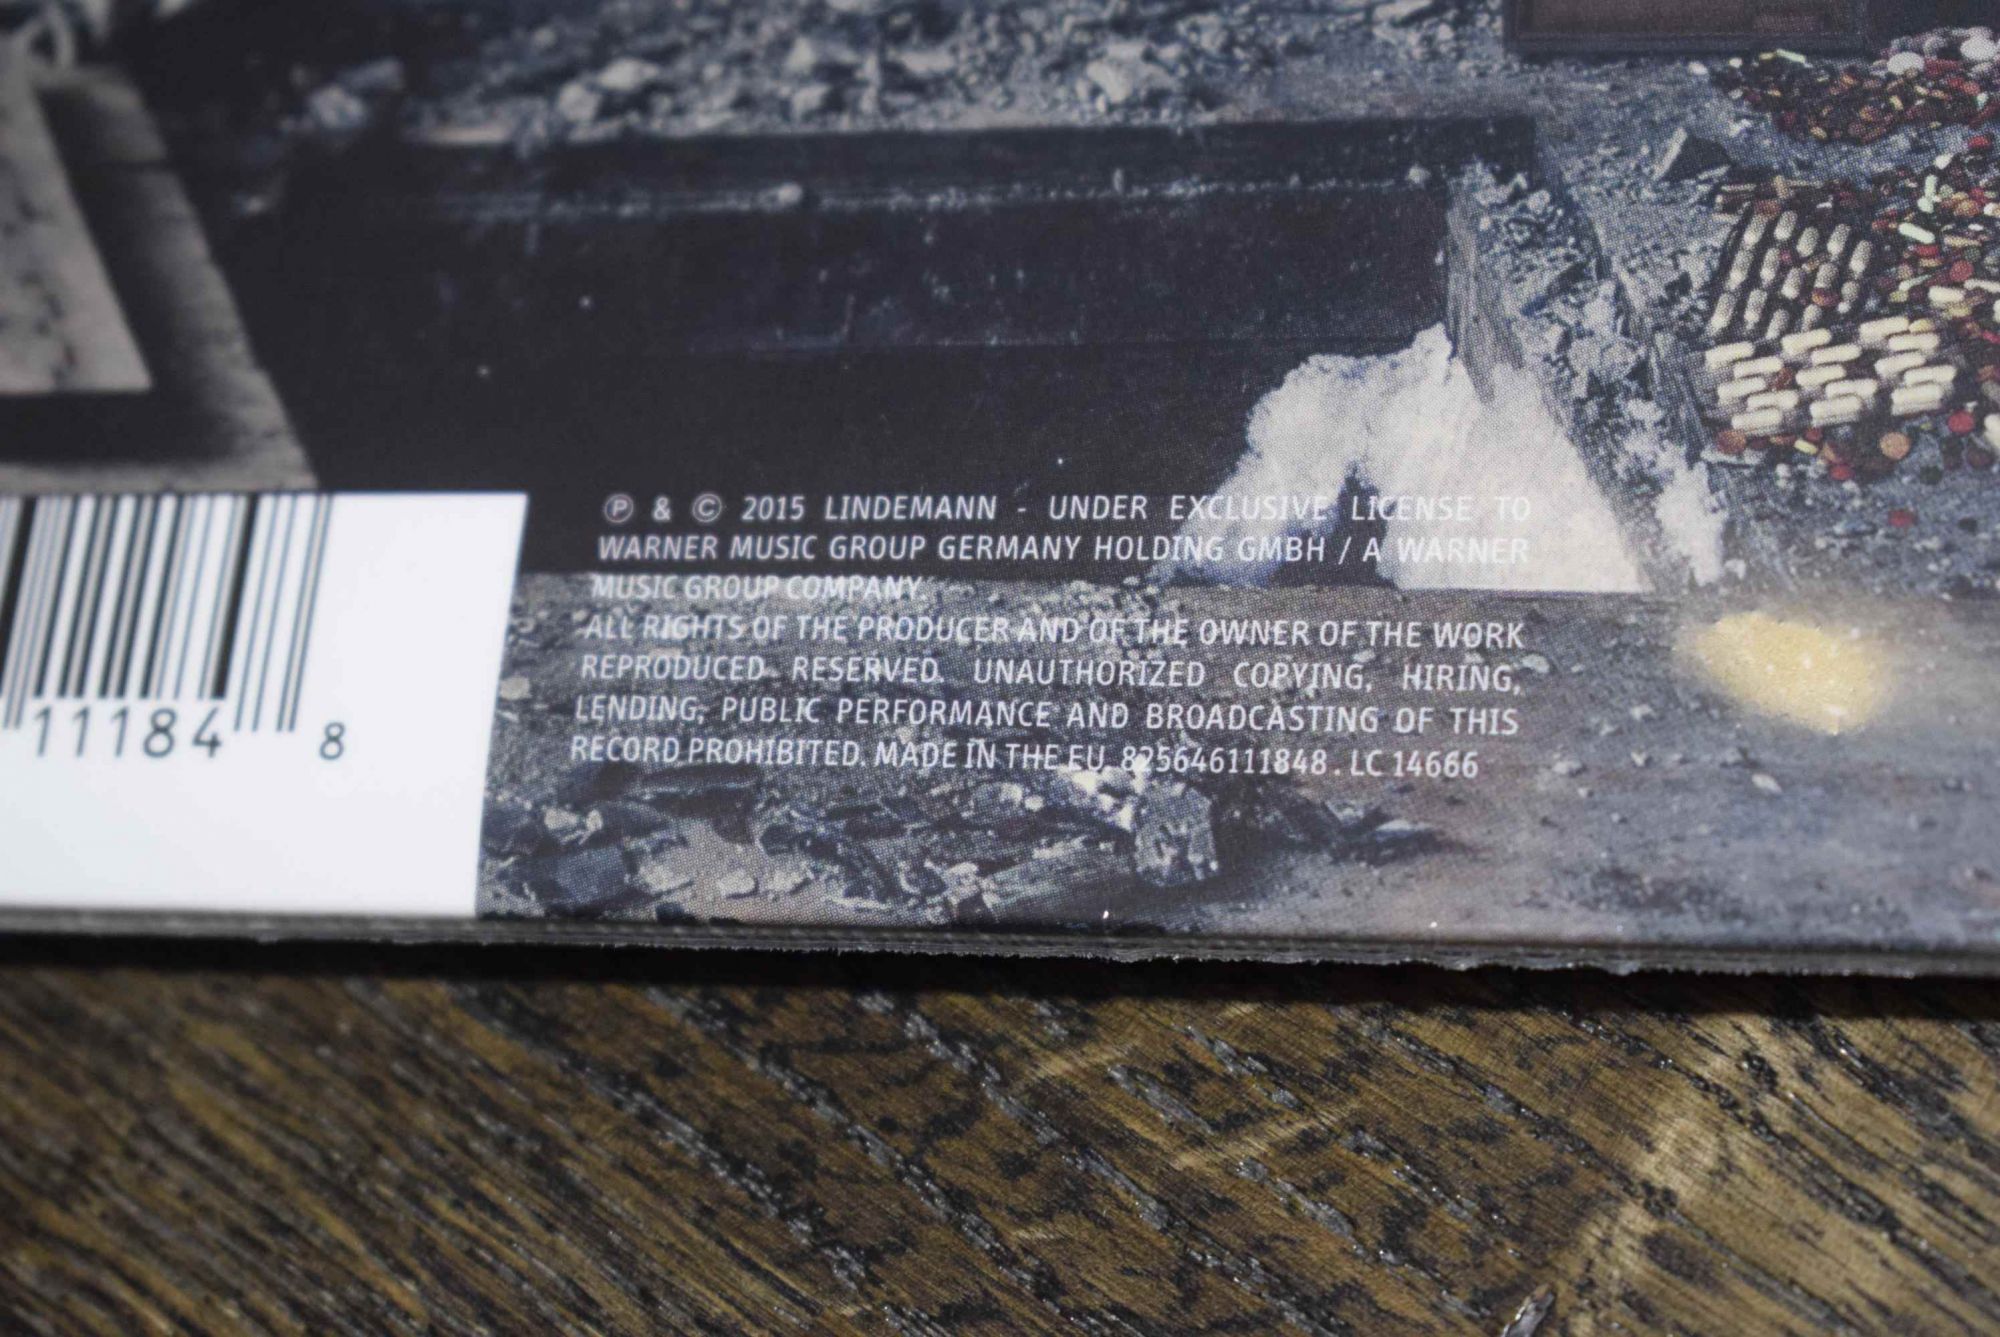 Ⓟ & © 2015 LINDEMANN - UNDER EXCLUSIVE LICENSE TO
WARNER MUSIC GROUP GERMANY HOLDING GMBH / A WARNER
MUSIC GROUP COMPANY.
ALL RIGHTS OF THE PRODUCER AND OF THE OWNER OF THE WORK
REPRODUCED RESERVED. UNAUTHORIZED COPYING, HIRING,
LENDING, PUBLIC PERFORMANCE AND BROADCASTING OF THIS
RECORD PROHIBITED. MADE IN THE EU. 825646111848 . LC 14666
11184 8